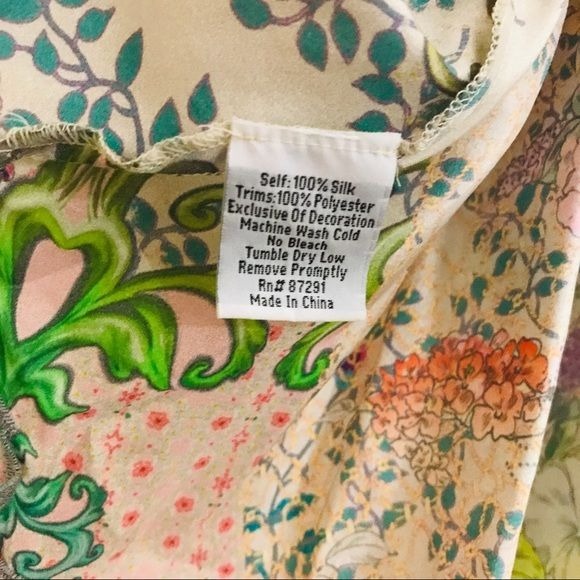 Self: 100% Silk
Trims: 100% Polyester
Exclusive Of Decoration
Machine Wash Cold
No Bleach
Tumble Dry Low
Remove Promptly
Rn# 87291
Made In China